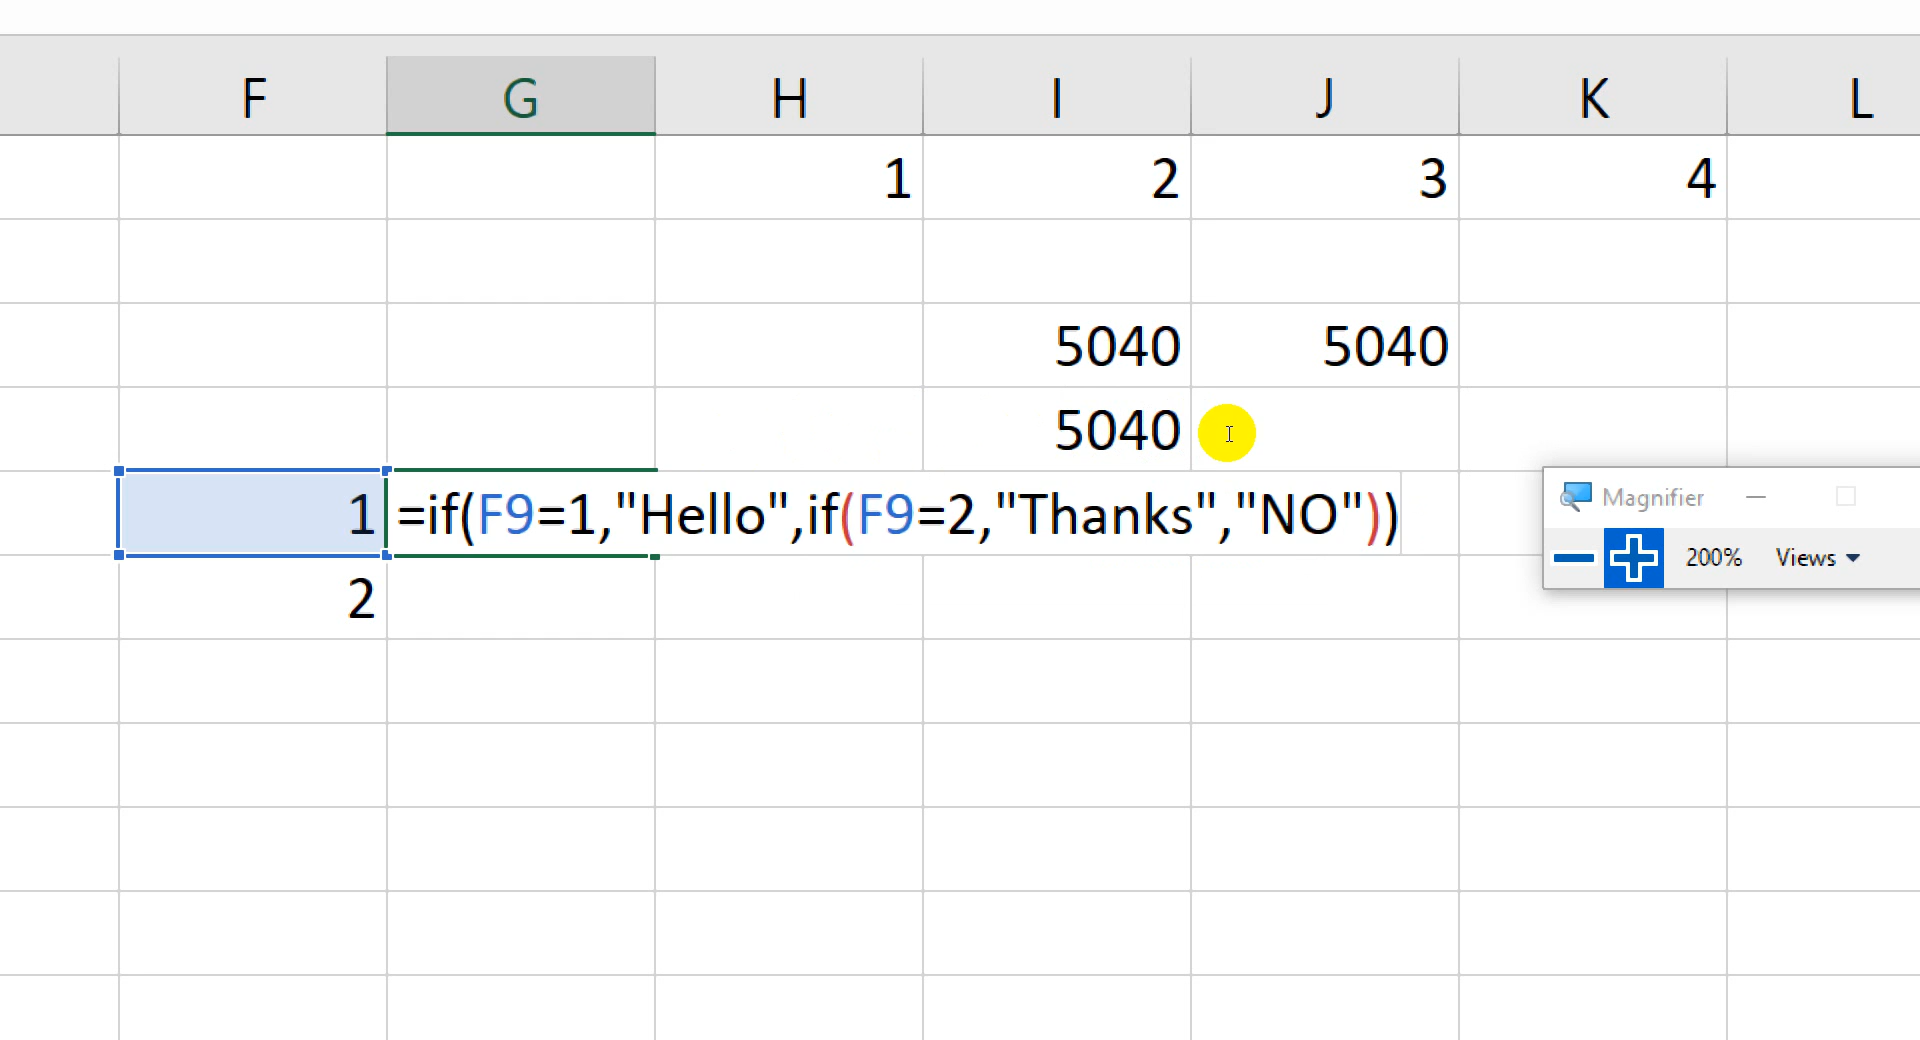 F G H I J K L
1 2 3 4
5040 5040
5040
1 =if(F9=1,"Hello",if(F9=2,"Thanks","NO"))
Magnifier
200% Views
2